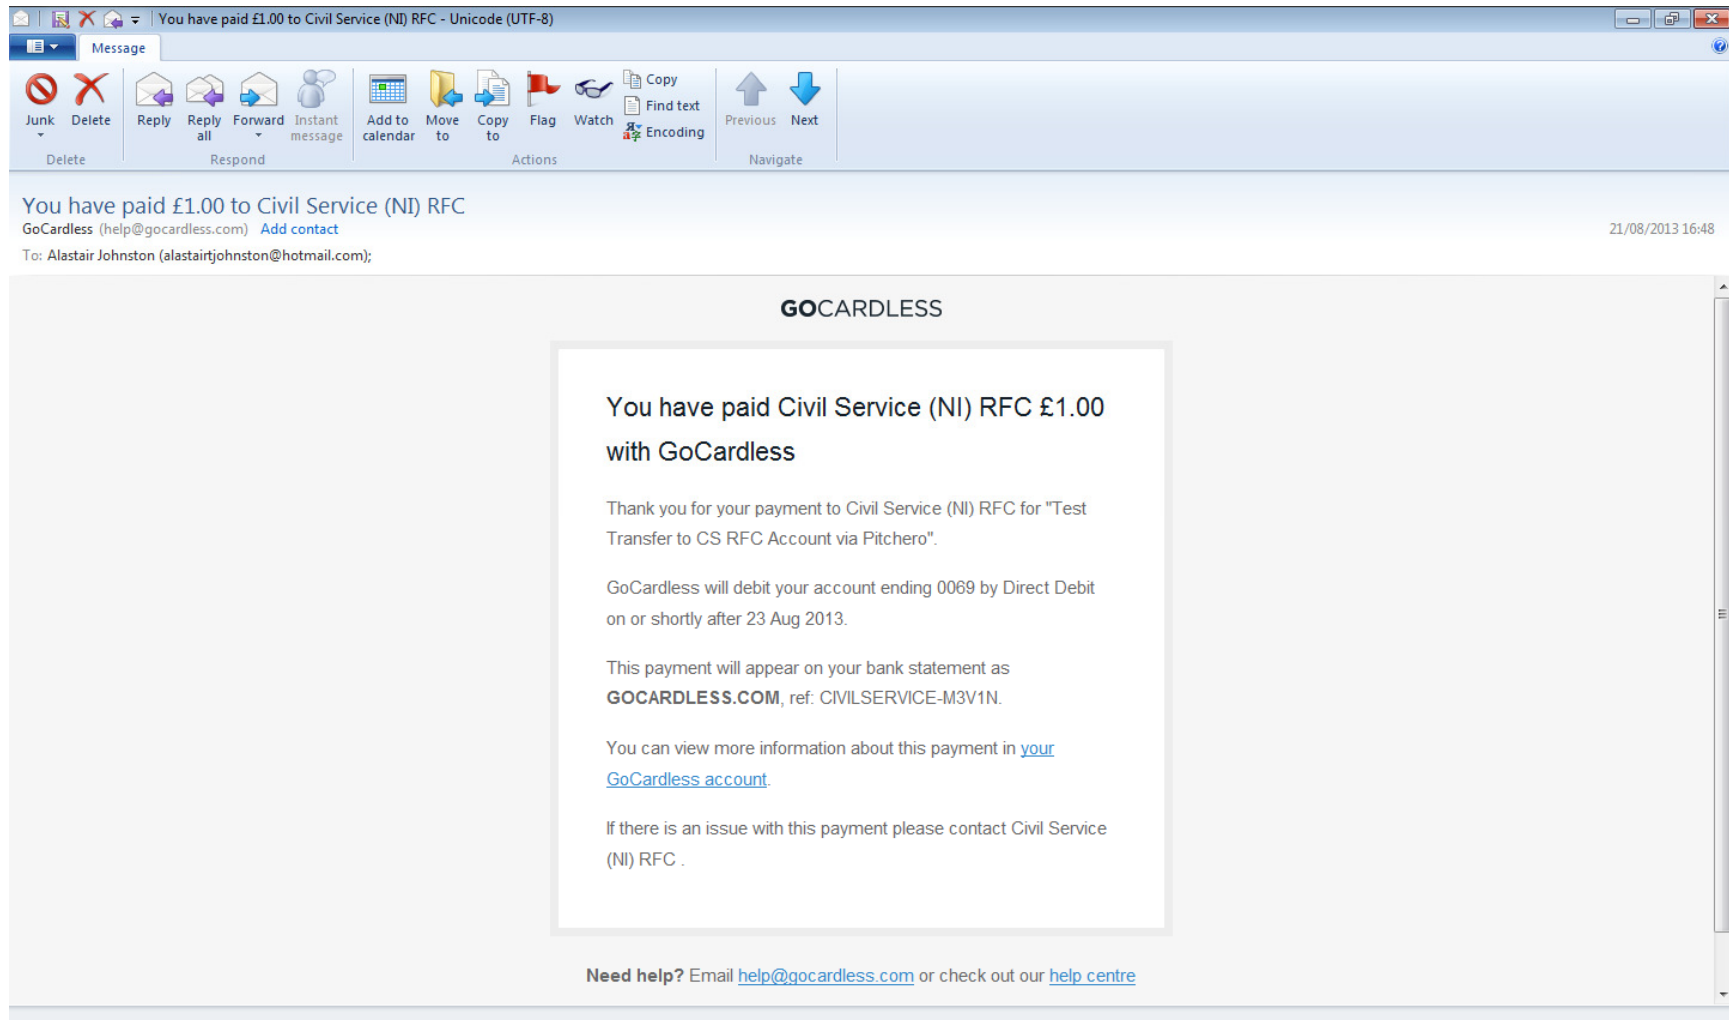 You have paid £1.00 to Civil Service (NI) RFC - Unicode (UTF-8)
Message
Junk Delete Reply Reply all Forward Instant message Add to calendar Move to Copy to Flag Watch Copy Find text Encoding Previous Next
Delete Respond Actions Navigate
You have paid £1.00 to Civil Service (NI) RFC
GoCardless (help@gocardless.com) Add contact 21/08/2013 16:48
To: Alastair Johnston (alastairtjohnston@hotmail.com);
GOCARDLESS
You have paid Civil Service (NI) RFC £1.00
with GoCardless
Thank you for your payment to Civil Service (NI) RFC for "Test
Transfer to CS RFC Account via Pitchero".
GoCardless will debit your account ending 0069 by Direct Debit
on or shortly after 23 Aug 2013.
This payment will appear on your bank statement as
GOCARDLESS.COM, ref: CIVILSERVICE-M3V1N.
You can view more information about this payment in your
GoCardless account.
If there is an issue with this payment please contact Civil Service
(NI) RFC .
Need help? Email help@gocardless.com or check out our help centre